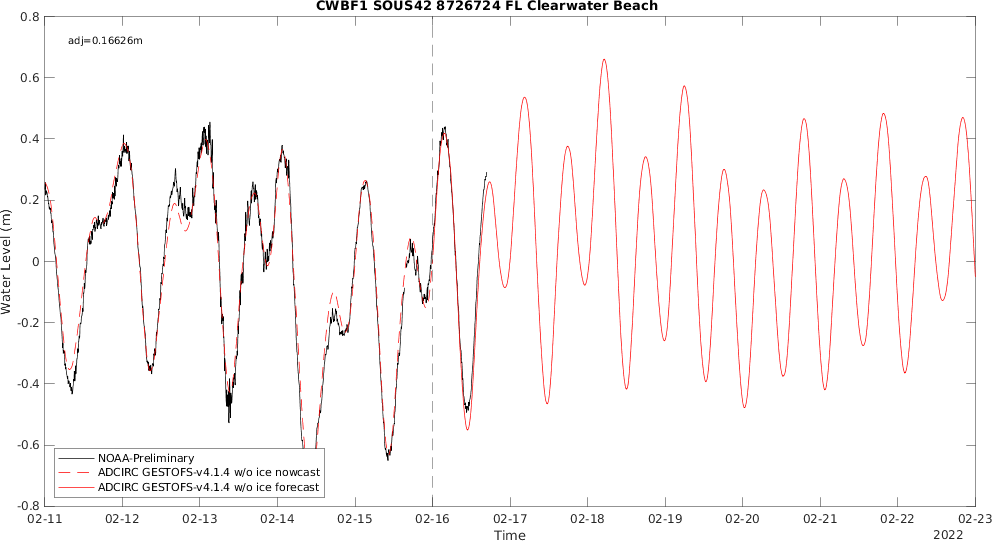 CWBF1 SOUS42 8726724 FL Clearwater Beach
adj=0.16626m
0.8
0.6
0.4
0.2
0
-0.2
-0.4
-0.6
-0.8
Water Level (m)
NOAA-Preliminary
ADCIRC GESTOFS-v4.1.4 w/o ice nowcast
ADCIRC GESTOFS-v4.1.4 w/o ice forecast
02-11 02-12 02-13 02-14 02-15 02-16 02-17 02-18 02-19 02-20 02-21 02-22 02-23
Time
2022